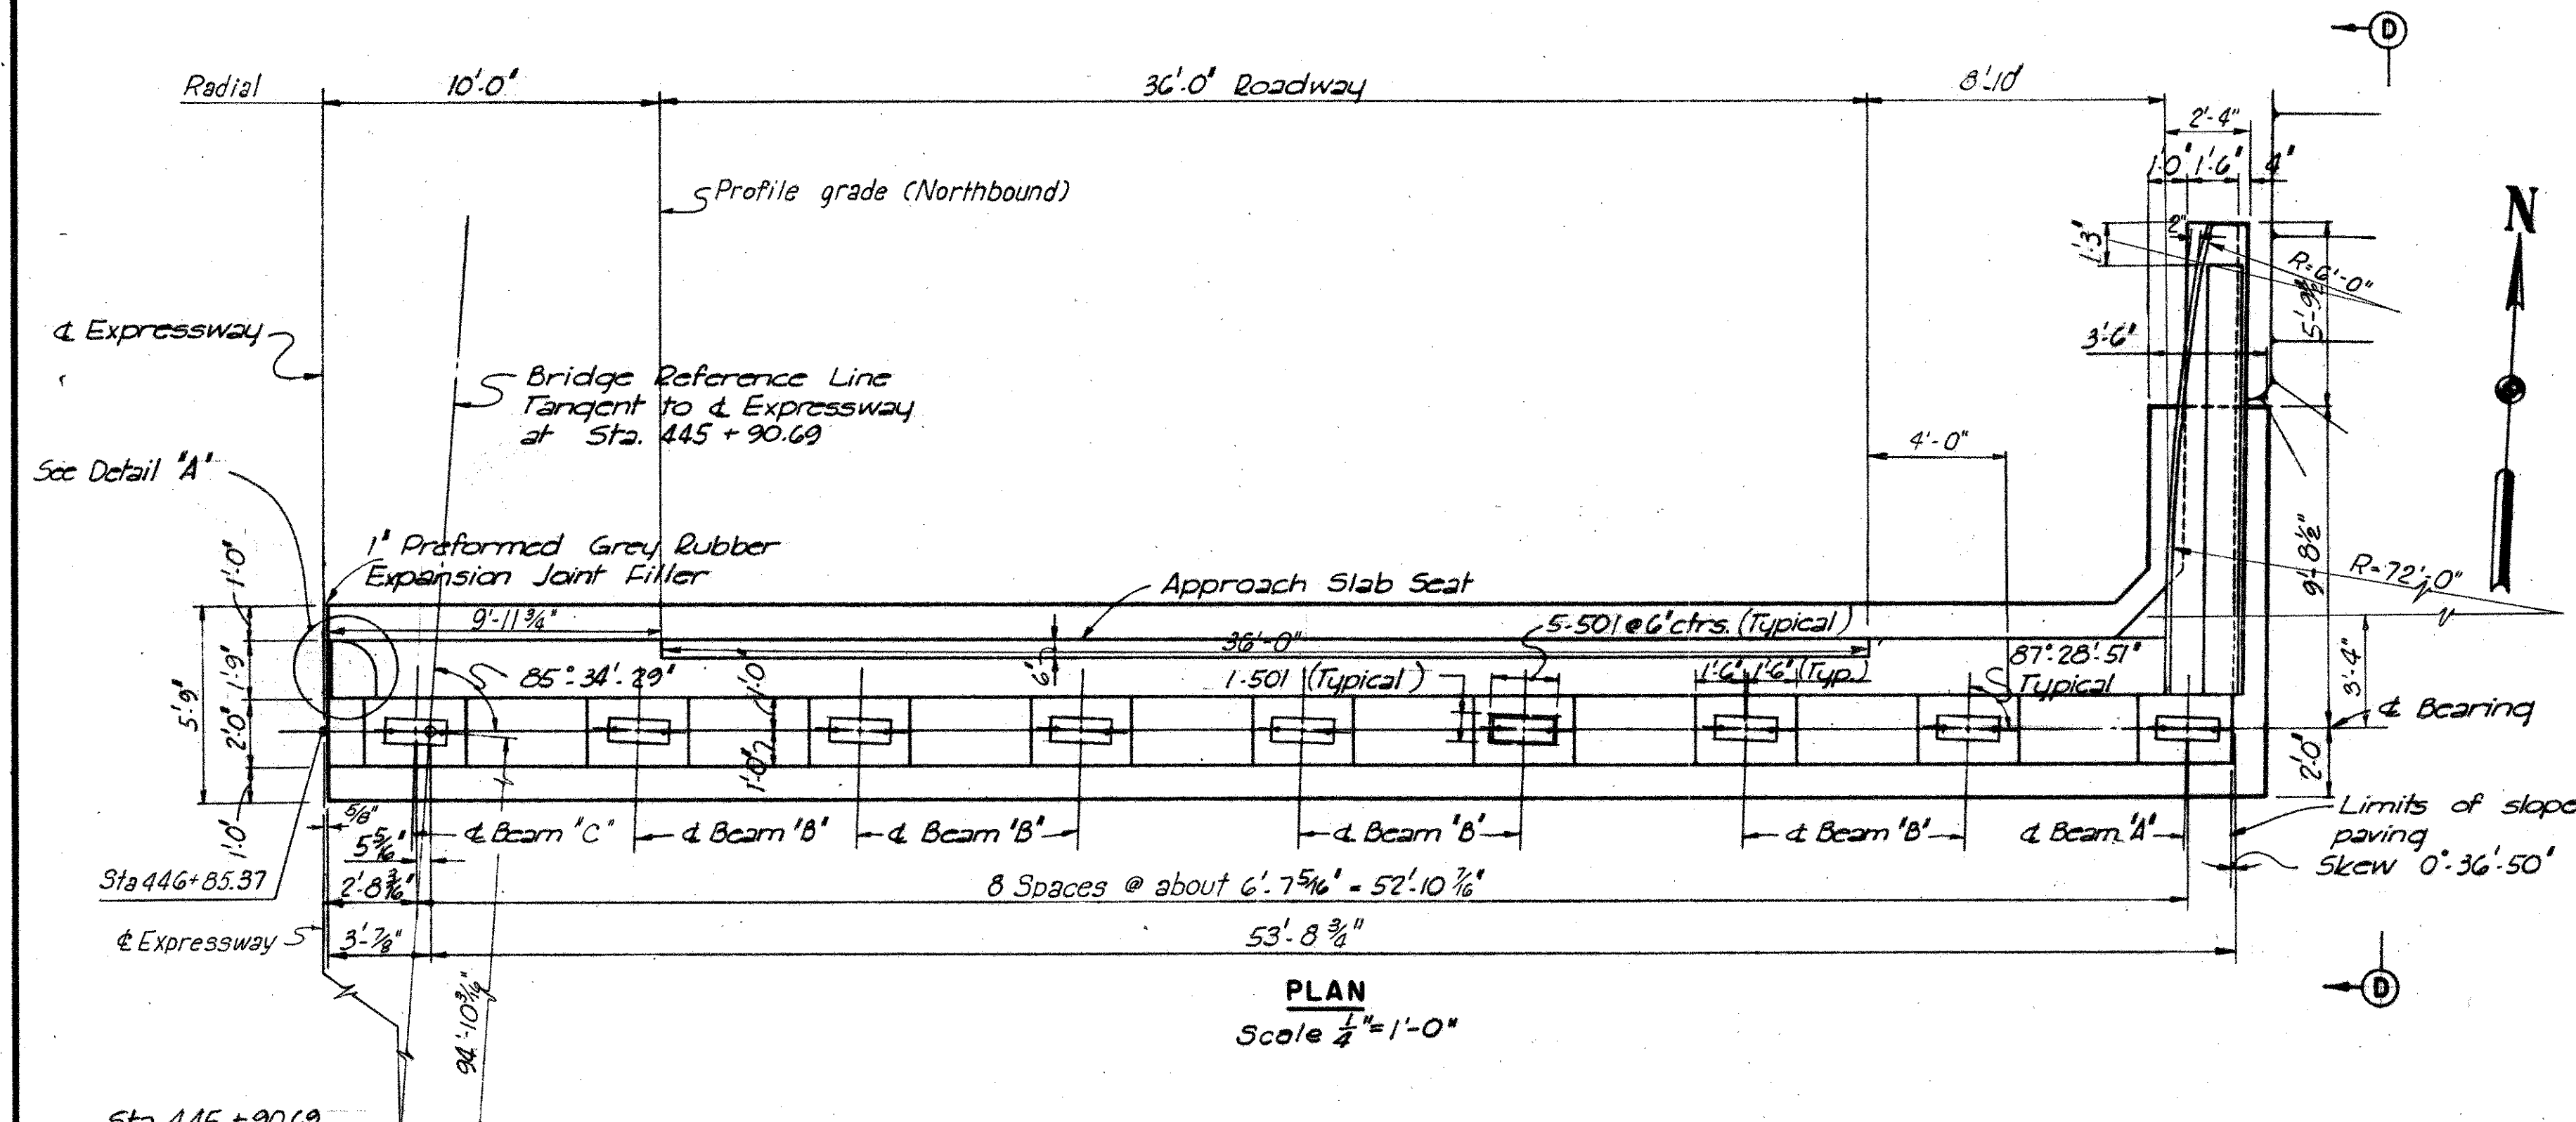 D
Radial
10'-0"
36'-0" Roadway
8'-10
2'-4"
1'-0" 1'-6" 4"
Profile grade (Northbound)
N
2"
1'-3"
R=6'-0"
5'-9½"
℄ Expressway
3'-6"
Bridge Reference Line
Tangent to ℄ Expressway
at Sta. 445 + 90.69
4'-0"
See Detail "A"
1" Preformed Grey Rubber
Expansion Joint Filler
1'-0"
9'-8½"
R=72'-0"
Approach Slab Seat
9'-11¾"
5-501@6"ctrs. (Typical)
36'-0"
6"
1'-9"
85°-34'-29"
1'-0"
1-501 (Typical)
1'-6" 1'-6" (Typ.)
87°-28'-51"
Typical
3'-4"
5'-9"
2'-0"
1'-0"
℄ Bearing
2'-0"
1'-0"
5/8"
5 5/16"
℄ Beam "C"
℄ Beam "B"
℄ Beam "B"
℄ Beam "B"
℄ Beam "B"
℄ Beam "A"
Limits of slope
paving
Skew 0°-36'-50"
Sta 446+85.37
2'-8 3/16"
8 Spaces @ about 6'-7 5/16" = 52'-10 7/16"
℄ Expressway
3'-7/8"
53'-8¾"
94'-10 3/16"
PLAN
Scale ¼"=1'-0"
D
Sta 445+90.69